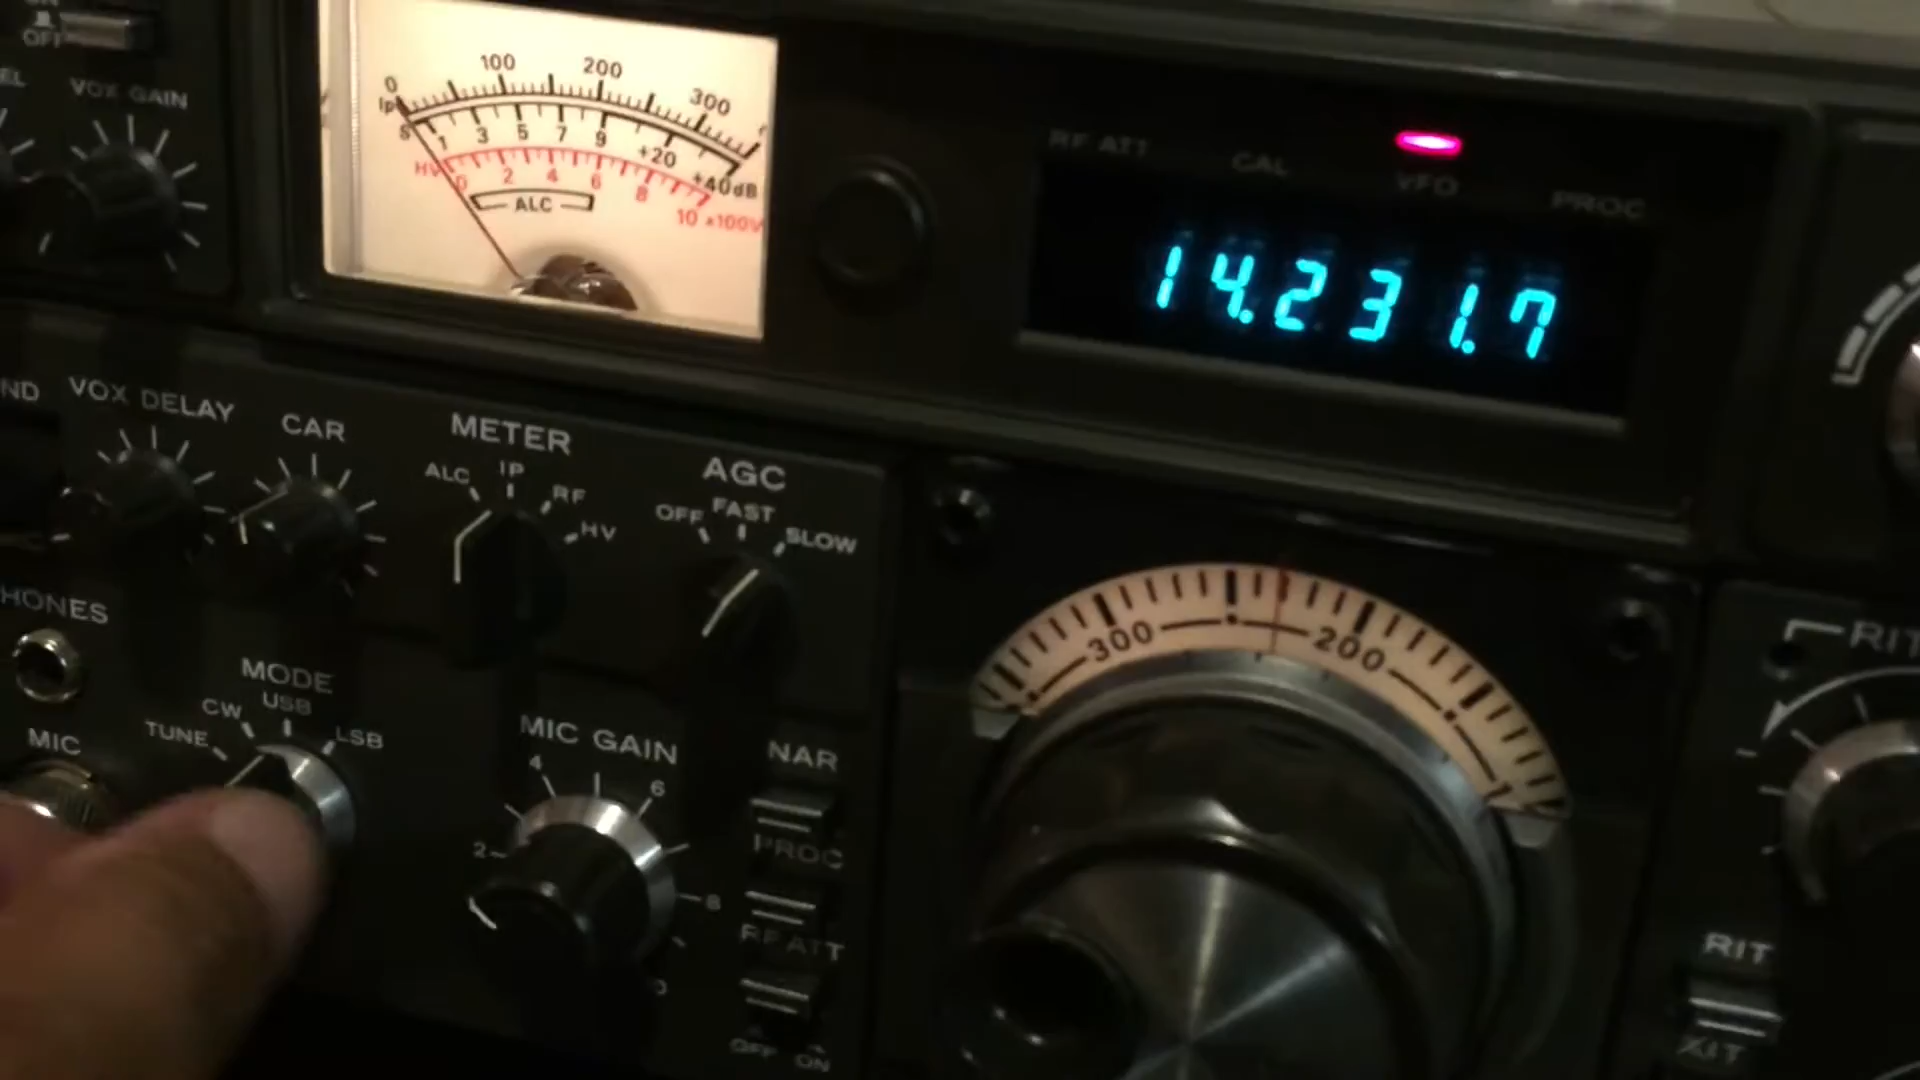 OFF
VOX GAIN
0 100 200 300
Ip
S 1 3 5 7 9 +20 +40dB
HV 0 2 4 6 8 10 ×100V
ALC
RF ATT CAL VFO PROC
14.231.7
VOX DELAY
CAR
METER
ALC IP RF HV
AGC
OFF FAST SLOW
300 200
RIT
HONES
MIC
MODE
TUNE CW USB LSB
MIC GAIN
2 4 6 8
NAR
PROC
RF ATT
OFF ON
RIT
XIT